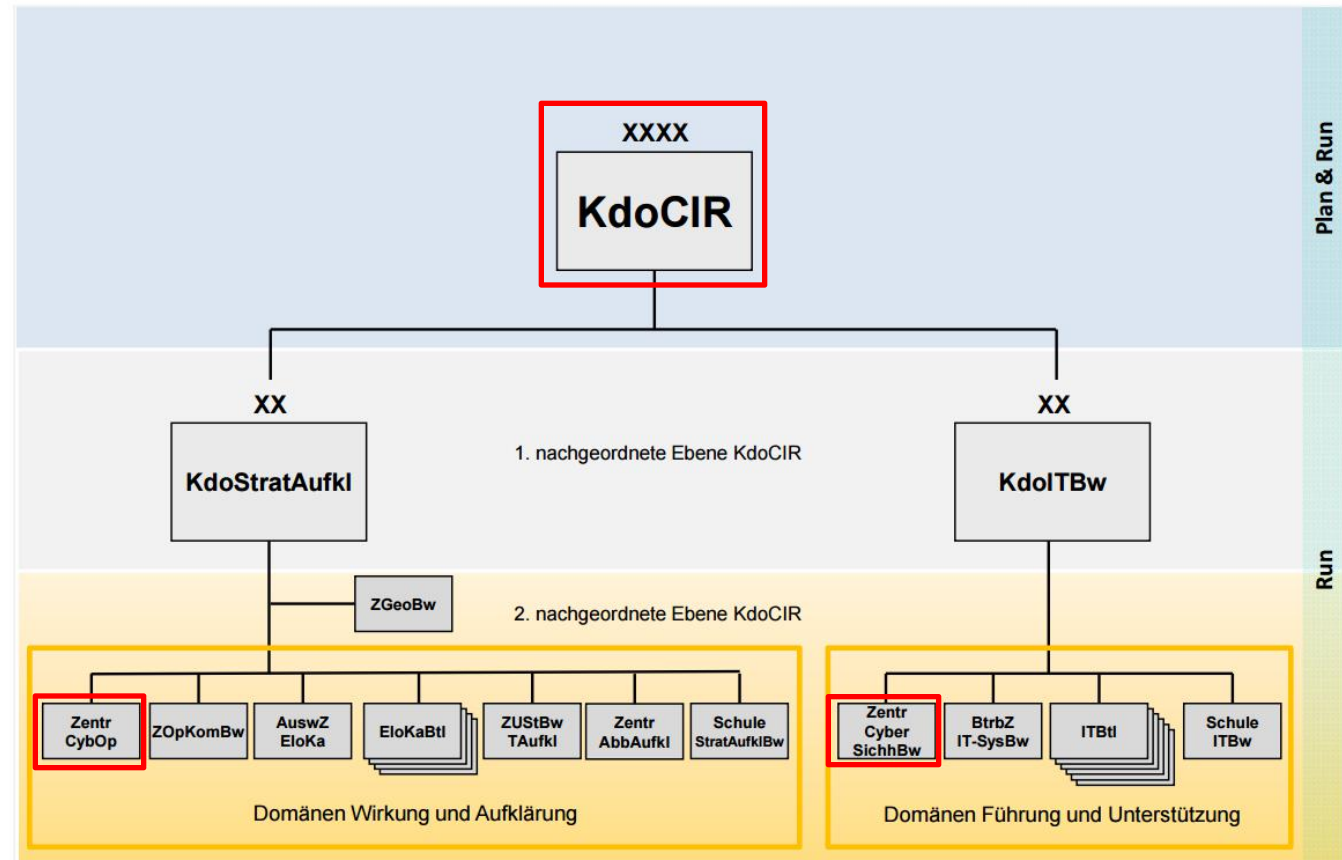 XXXX
KdoCIR
Plan & Run
XX
XX
KdoStratAufkl
1. nachgeordnete Ebene KdoCIR
KdoITBw
Run
ZGeoBw
2. nachgeordnete Ebene KdoCIR
Zentr
CybOp
ZOpKomBw
AuswZ
EloKa
EloKaBtl
ZUStBw
TAufkl
Zentr
AbbAufkl
Schule
StratAufklBw
Zentr
Cyber
SichhBw
BtrbZ
IT-SysBw
ITBtl
Schule
ITBw
Domänen Wirkung und Aufklärung
Domänen Führung und Unterstützung